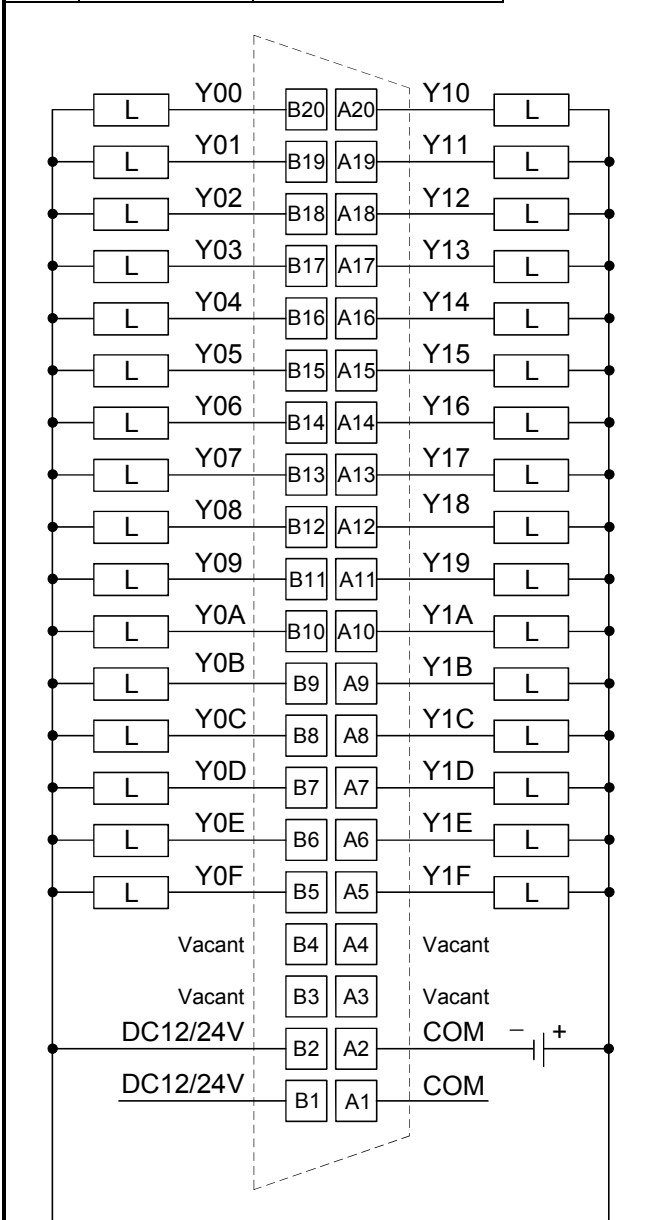 L Y00 B20 A20 Y10 L
L Y01 B19 A19 Y11 L
L Y02 B18 A18 Y12 L
L Y03 B17 A17 Y13 L
L Y04 B16 A16 Y14 L
L Y05 B15 A15 Y15 L
L Y06 B14 A14 Y16 L
L Y07 B13 A13 Y17 L
L Y08 B12 A12 Y18 L
L Y09 B11 A11 Y19 L
L Y0A B10 A10 Y1A L
L Y0B B9 A9 Y1B L
L Y0C B8 A8 Y1C L
L Y0D B7 A7 Y1D L
L Y0E B6 A6 Y1E L
L Y0F B5 A5 Y1F L
Vacant B4 A4 Vacant
Vacant B3 A3 Vacant
DC12/24V B2 A2 COM − +
DC12/24V B1 A1 COM